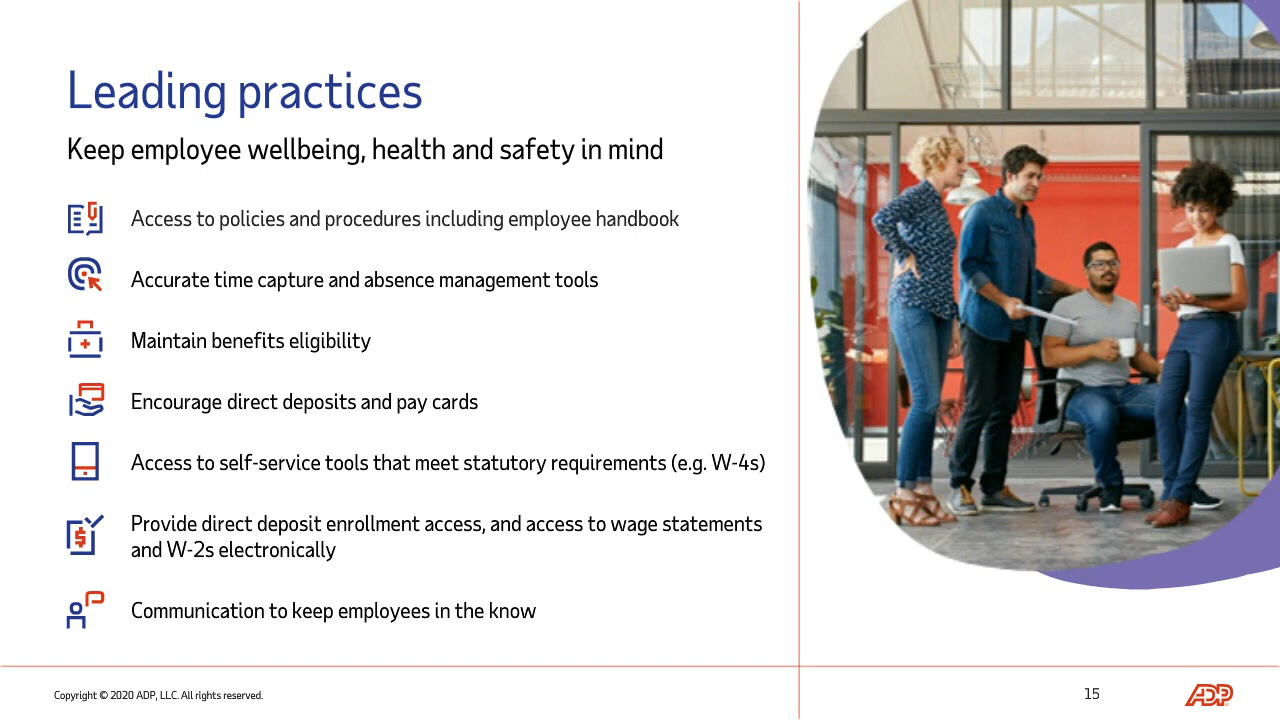 Leading practices
Keep employee wellbeing, health and safety in mind
Access to policies and procedures including employee handbook
Accurate time capture and absence management tools
Maintain benefits eligibility
Encourage direct deposits and pay cards
Access to self-service tools that meet statutory requirements (e.g. W-4s)
Provide direct deposit enrollment access, and access to wage statements
and W-2s electronically
Communication to keep employees in the know
Copyright © 2020 ADP, LLC. All rights reserved.
15
ADP